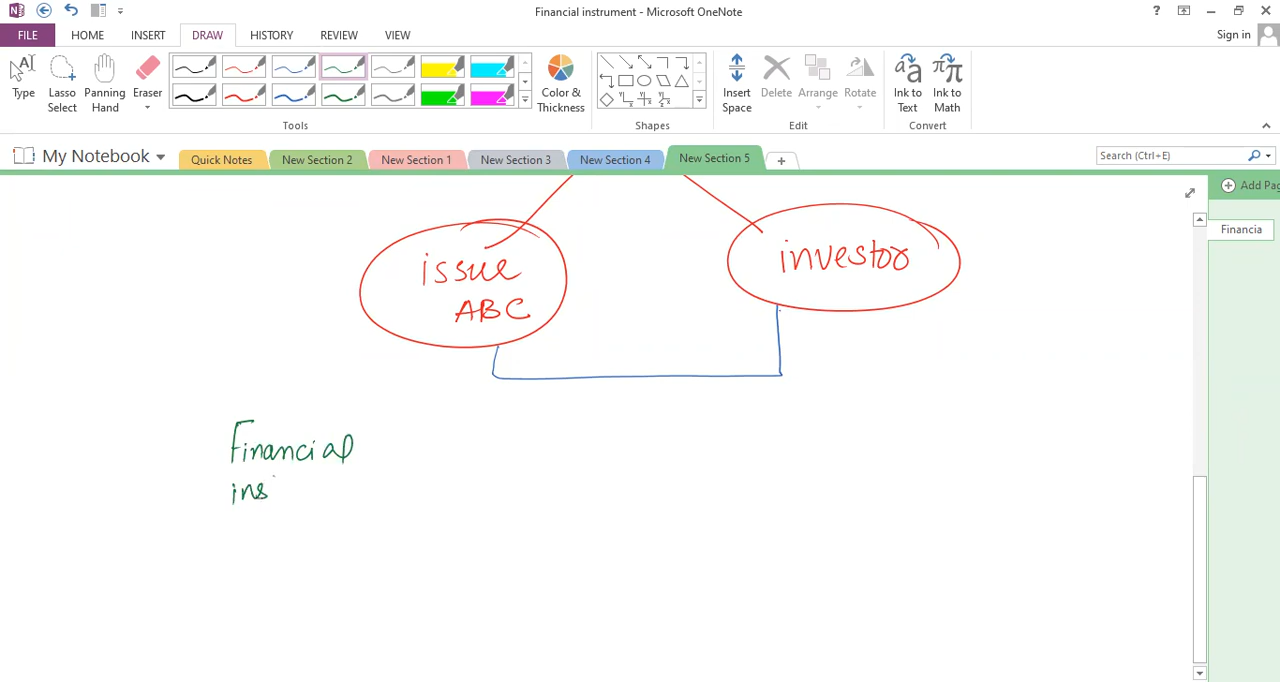 Financial instrument - Microsoft OneNote
?
Sign in
FILE HOME INSERT DRAW HISTORY REVIEW VIEW
Type
Lasso Select
Panning Hand
Eraser
Color & Thickness
Insert Space
Delete
Arrange
Rotate
Ink to Text
Ink to Math
Tools
Shapes
Edit
Convert
My Notebook
Quick Notes
New Section 2
New Section 1
New Section 3
New Section 4
New Section 5
Search (Ctrl+E)
Add Pag
Financia
issue
ABC
investor
Financial
ins